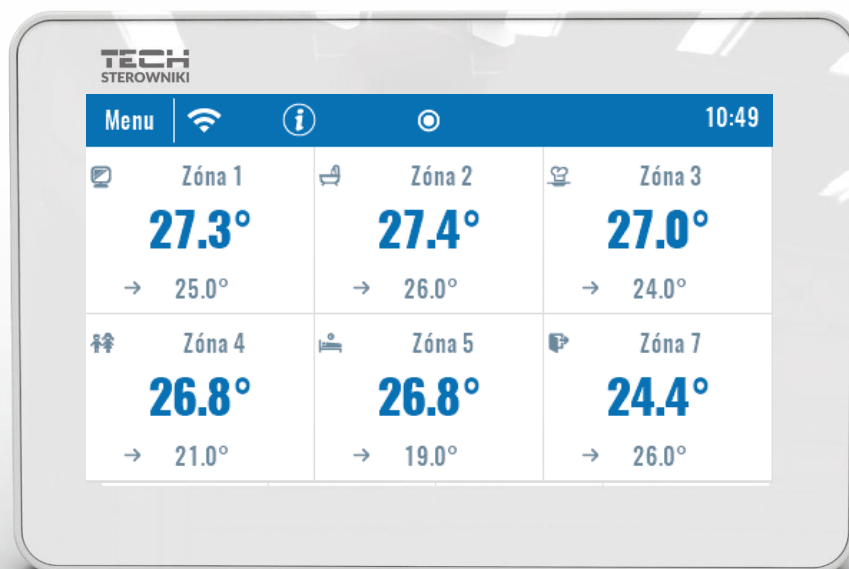 TECH
STEROWNIKI
Menu 10:49
Zóna 1 Zóna 2 Zóna 3
27.3° 27.4° 27.0°
→ 25.0° → 26.0° → 24.0°
Zóna 4 Zóna 5 Zóna 7
26.8° 26.8° 24.4°
→ 21.0° → 19.0° → 26.0°